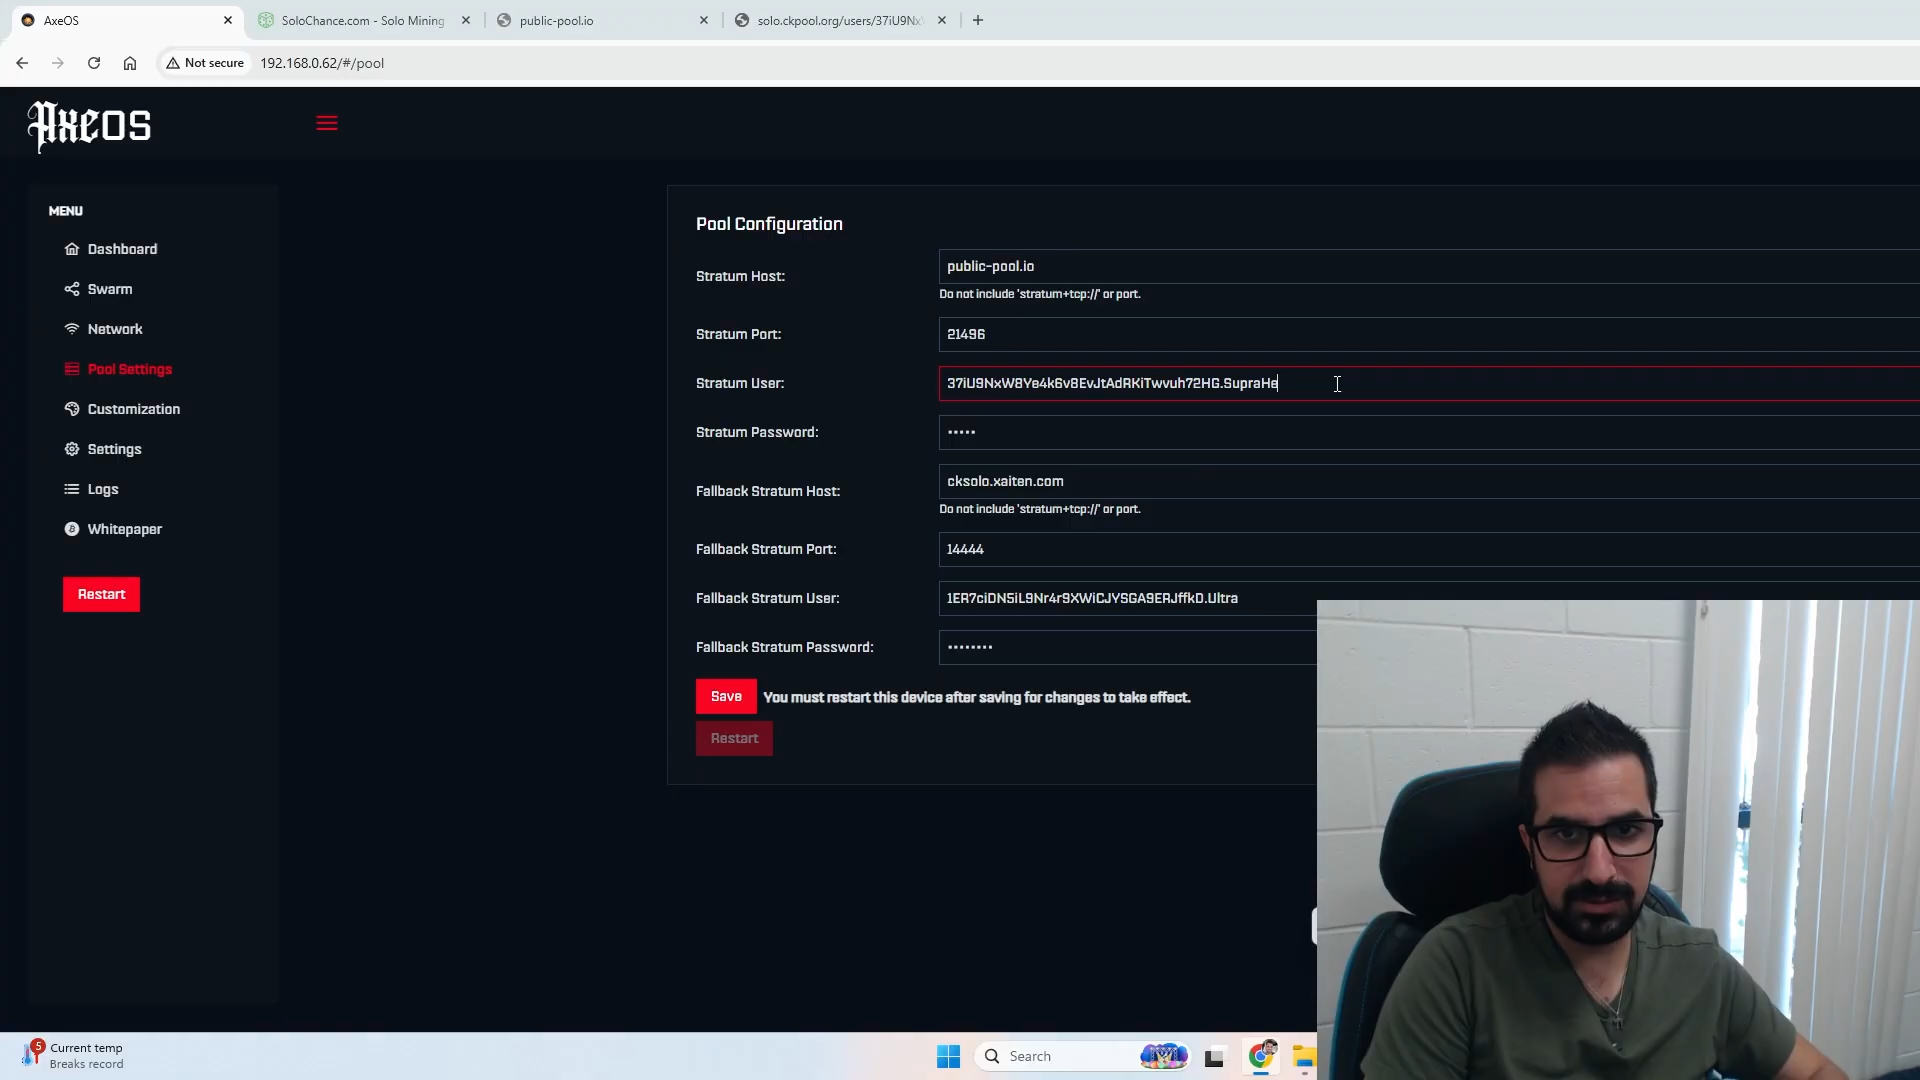 AxeOS
SoloChance.com - Solo Mining
public-pool.io
solo.ckpool.org/users/37iU9Nx
Not secure
192.168.0.62/#/pool
AxeOS
MENU
Dashboard
Swarm
Network
Pool Settings
Customization
Settings
Logs
Whitepaper
Restart
Pool Configuration
Stratum Host:
public-pool.io
Do not include 'stratum+tcp://' or port.
Stratum Port:
21496
Stratum User:
37iU9NxW8Ye4k6v8EvJtAdRKiTwvuh72HG.SupraHe
Stratum Password:
•••••
Fallback Stratum Host:
cksolo.xaiten.com
Do not include 'stratum+tcp://' or port.
Fallback Stratum Port:
14444
Fallback Stratum User:
1ER7ciDN5iL9Nr4r9XWiCJYSGA9ERJffkD.Ultra
Fallback Stratum Password:
••••••••
Save
You must restart this device after saving for changes to take effect.
Restart
5
Current temp
Breaks record
Search